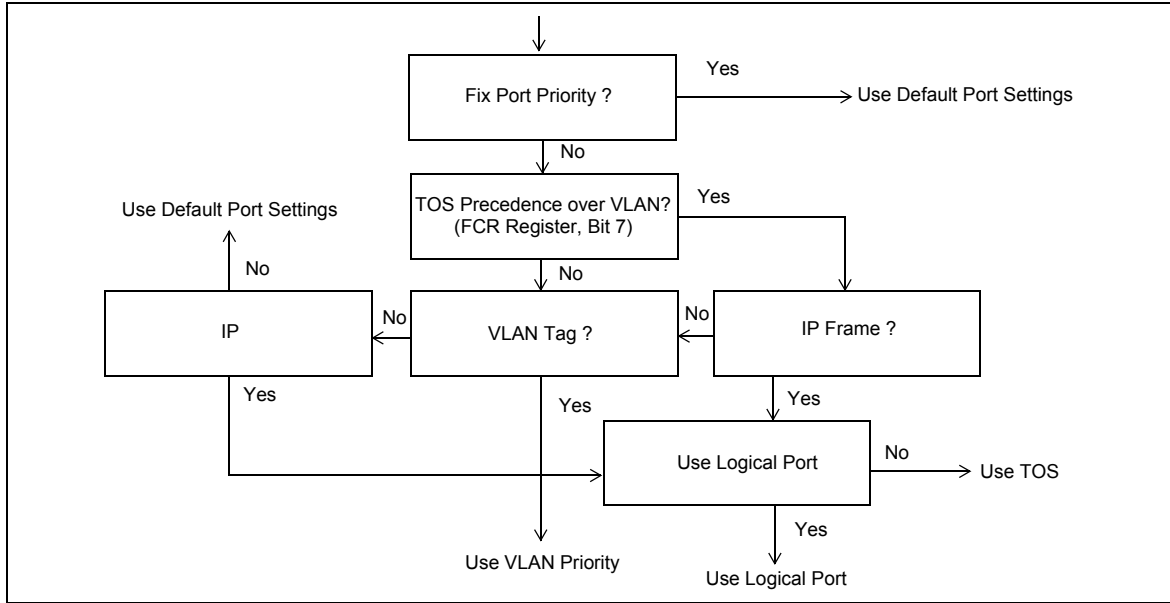 Yes
Fix Port Priority ?
Use Default Port Settings
No
TOS Precedence over VLAN?
(FCR Register, Bit 7)
Yes
Use Default Port Settings
No
No
IP
No
VLAN Tag ?
No
IP Frame ?
Yes
Yes
Yes
Use Logical Port
No
Use TOS
Yes
Use VLAN Priority
Use Logical Port